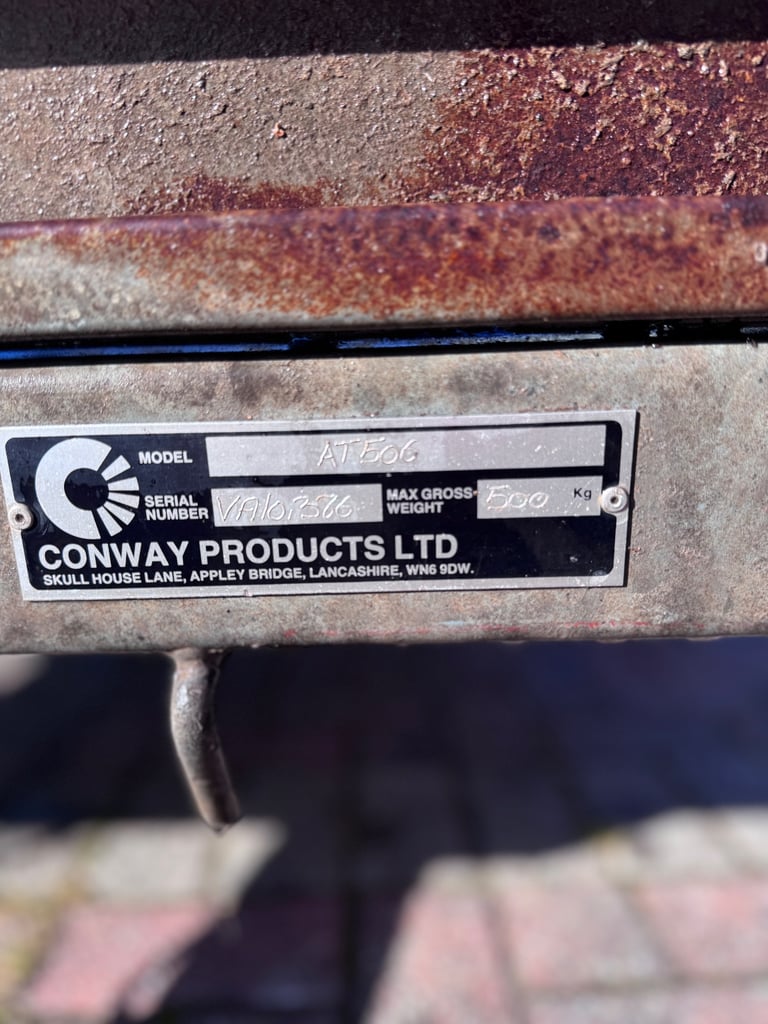 MODEL AT506
SERIAL NUMBER VA101386 MAX GROSS WEIGHT 500 Kg
CONWAY PRODUCTS LTD
SKULL HOUSE LANE, APPLEY BRIDGE, LANCASHIRE, WN6 9DW.